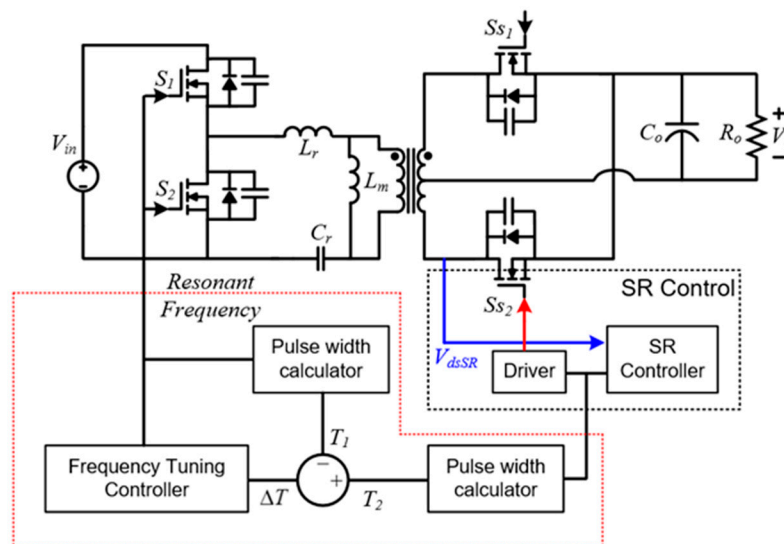 Ss1
S1
Vin
Lr
Lm
Co
Ro
V
S2
Cr
Resonant
Frequency
Ss2
SR Control
VdsSR
Driver
SR
Controller
Pulse width
calculator
T1
Frequency Tuning
Controller
ΔT
T2
Pulse width
calculator